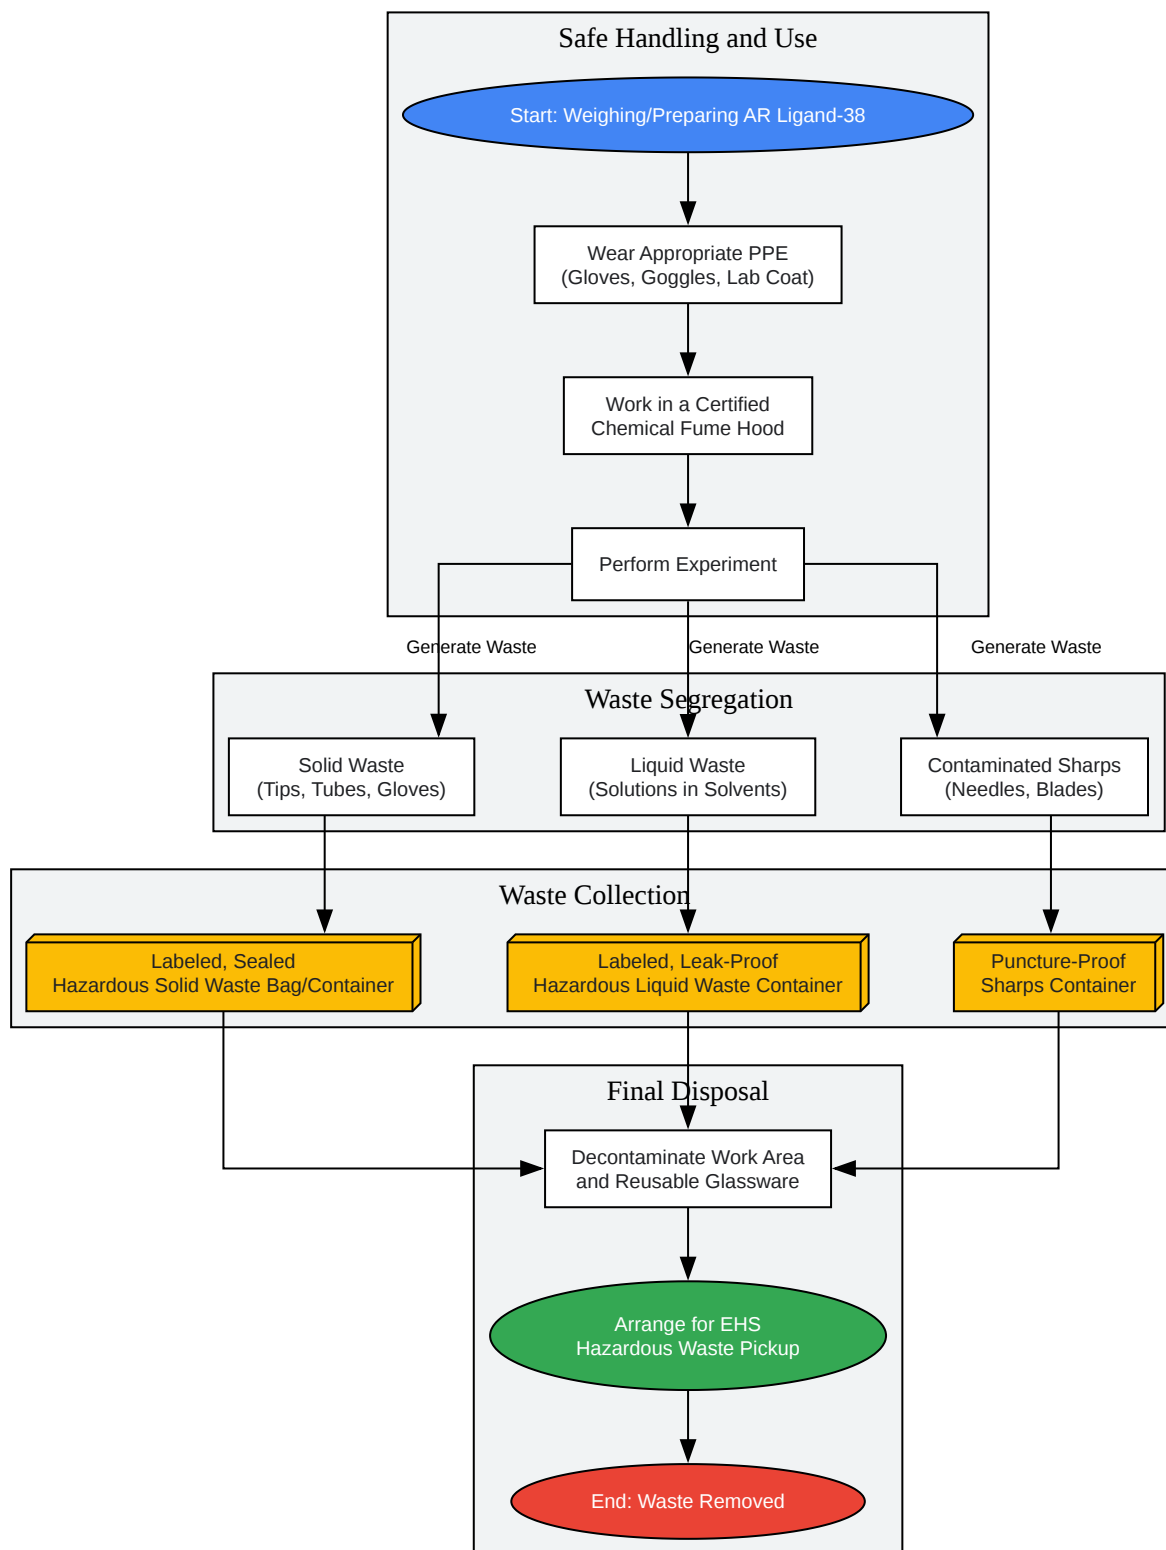 Safe Handling and Use
Start: Weighing/Preparing AR Ligand-38
Wear Appropriate PPE
(Gloves, Goggles, Lab Coat)
Work in a Certified
Chemical Fume Hood
Perform Experiment
Generate Waste
Generate Waste
Generate Waste
Waste Segregation
Solid Waste
(Tips, Tubes, Gloves)
Liquid Waste
(Solutions in Solvents)
Contaminated Sharps
(Needles, Blades)
Waste Collection
Labeled, Sealed
Hazardous Solid Waste Bag/Container
Labeled, Leak-Proof
Hazardous Liquid Waste Container
Puncture-Proof
Sharps Container
Final Disposal
Decontaminate Work Area
and Reusable Glassware
Arrange for EHS
Hazardous Waste Pickup
End: Waste Removed